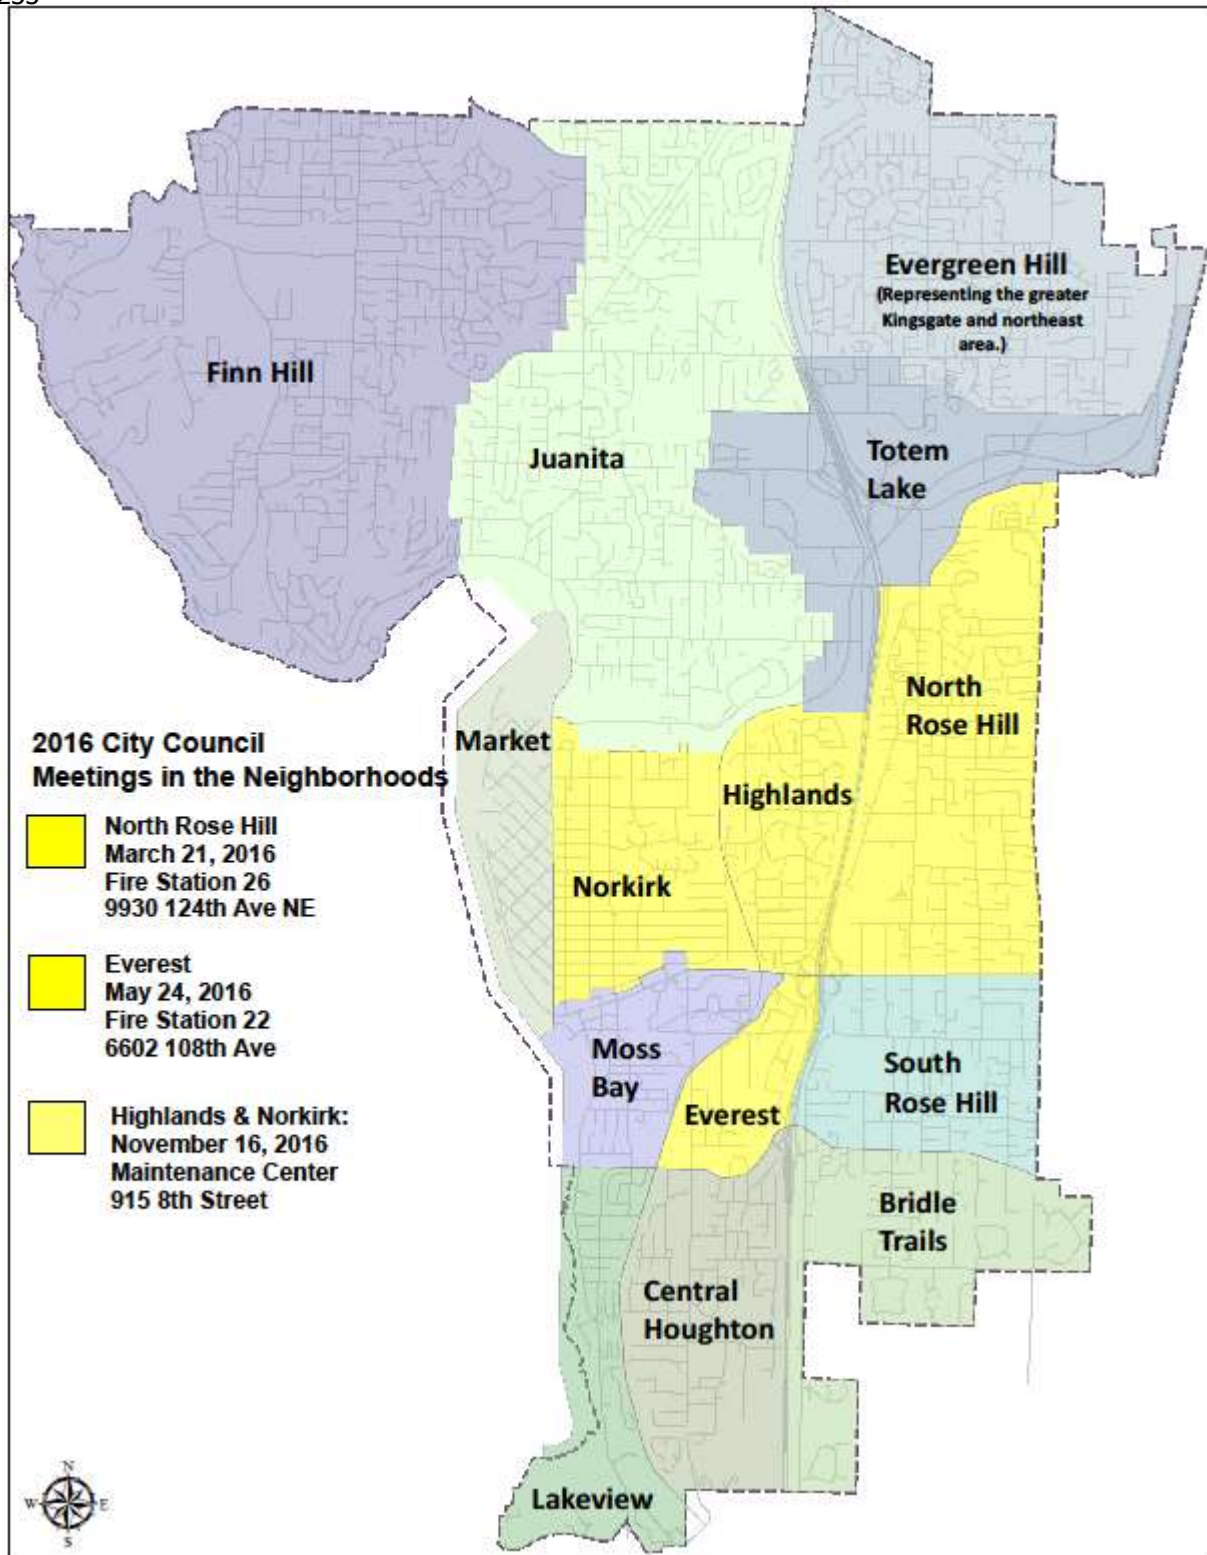 Evergreen Hill
(Representing the greater
Kingsgate and northeast
area.)
Finn Hill
Juanita
Totem
Lake
North
Rose Hill
Market
Highlands
Norkirk
2016 City Council
Meetings in the Neighborhoods
North Rose Hill
March 21, 2016
Fire Station 26
9930 124th Ave NE
Everest
May 24, 2016
Fire Station 22
6602 108th Ave
Highlands & Norkirk:
November 16, 2016
Maintenance Center
915 8th Street
Moss
Bay
Everest
South
Rose Hill
Bridle
Trails
Central
Houghton
Lakeview
N
W E
S